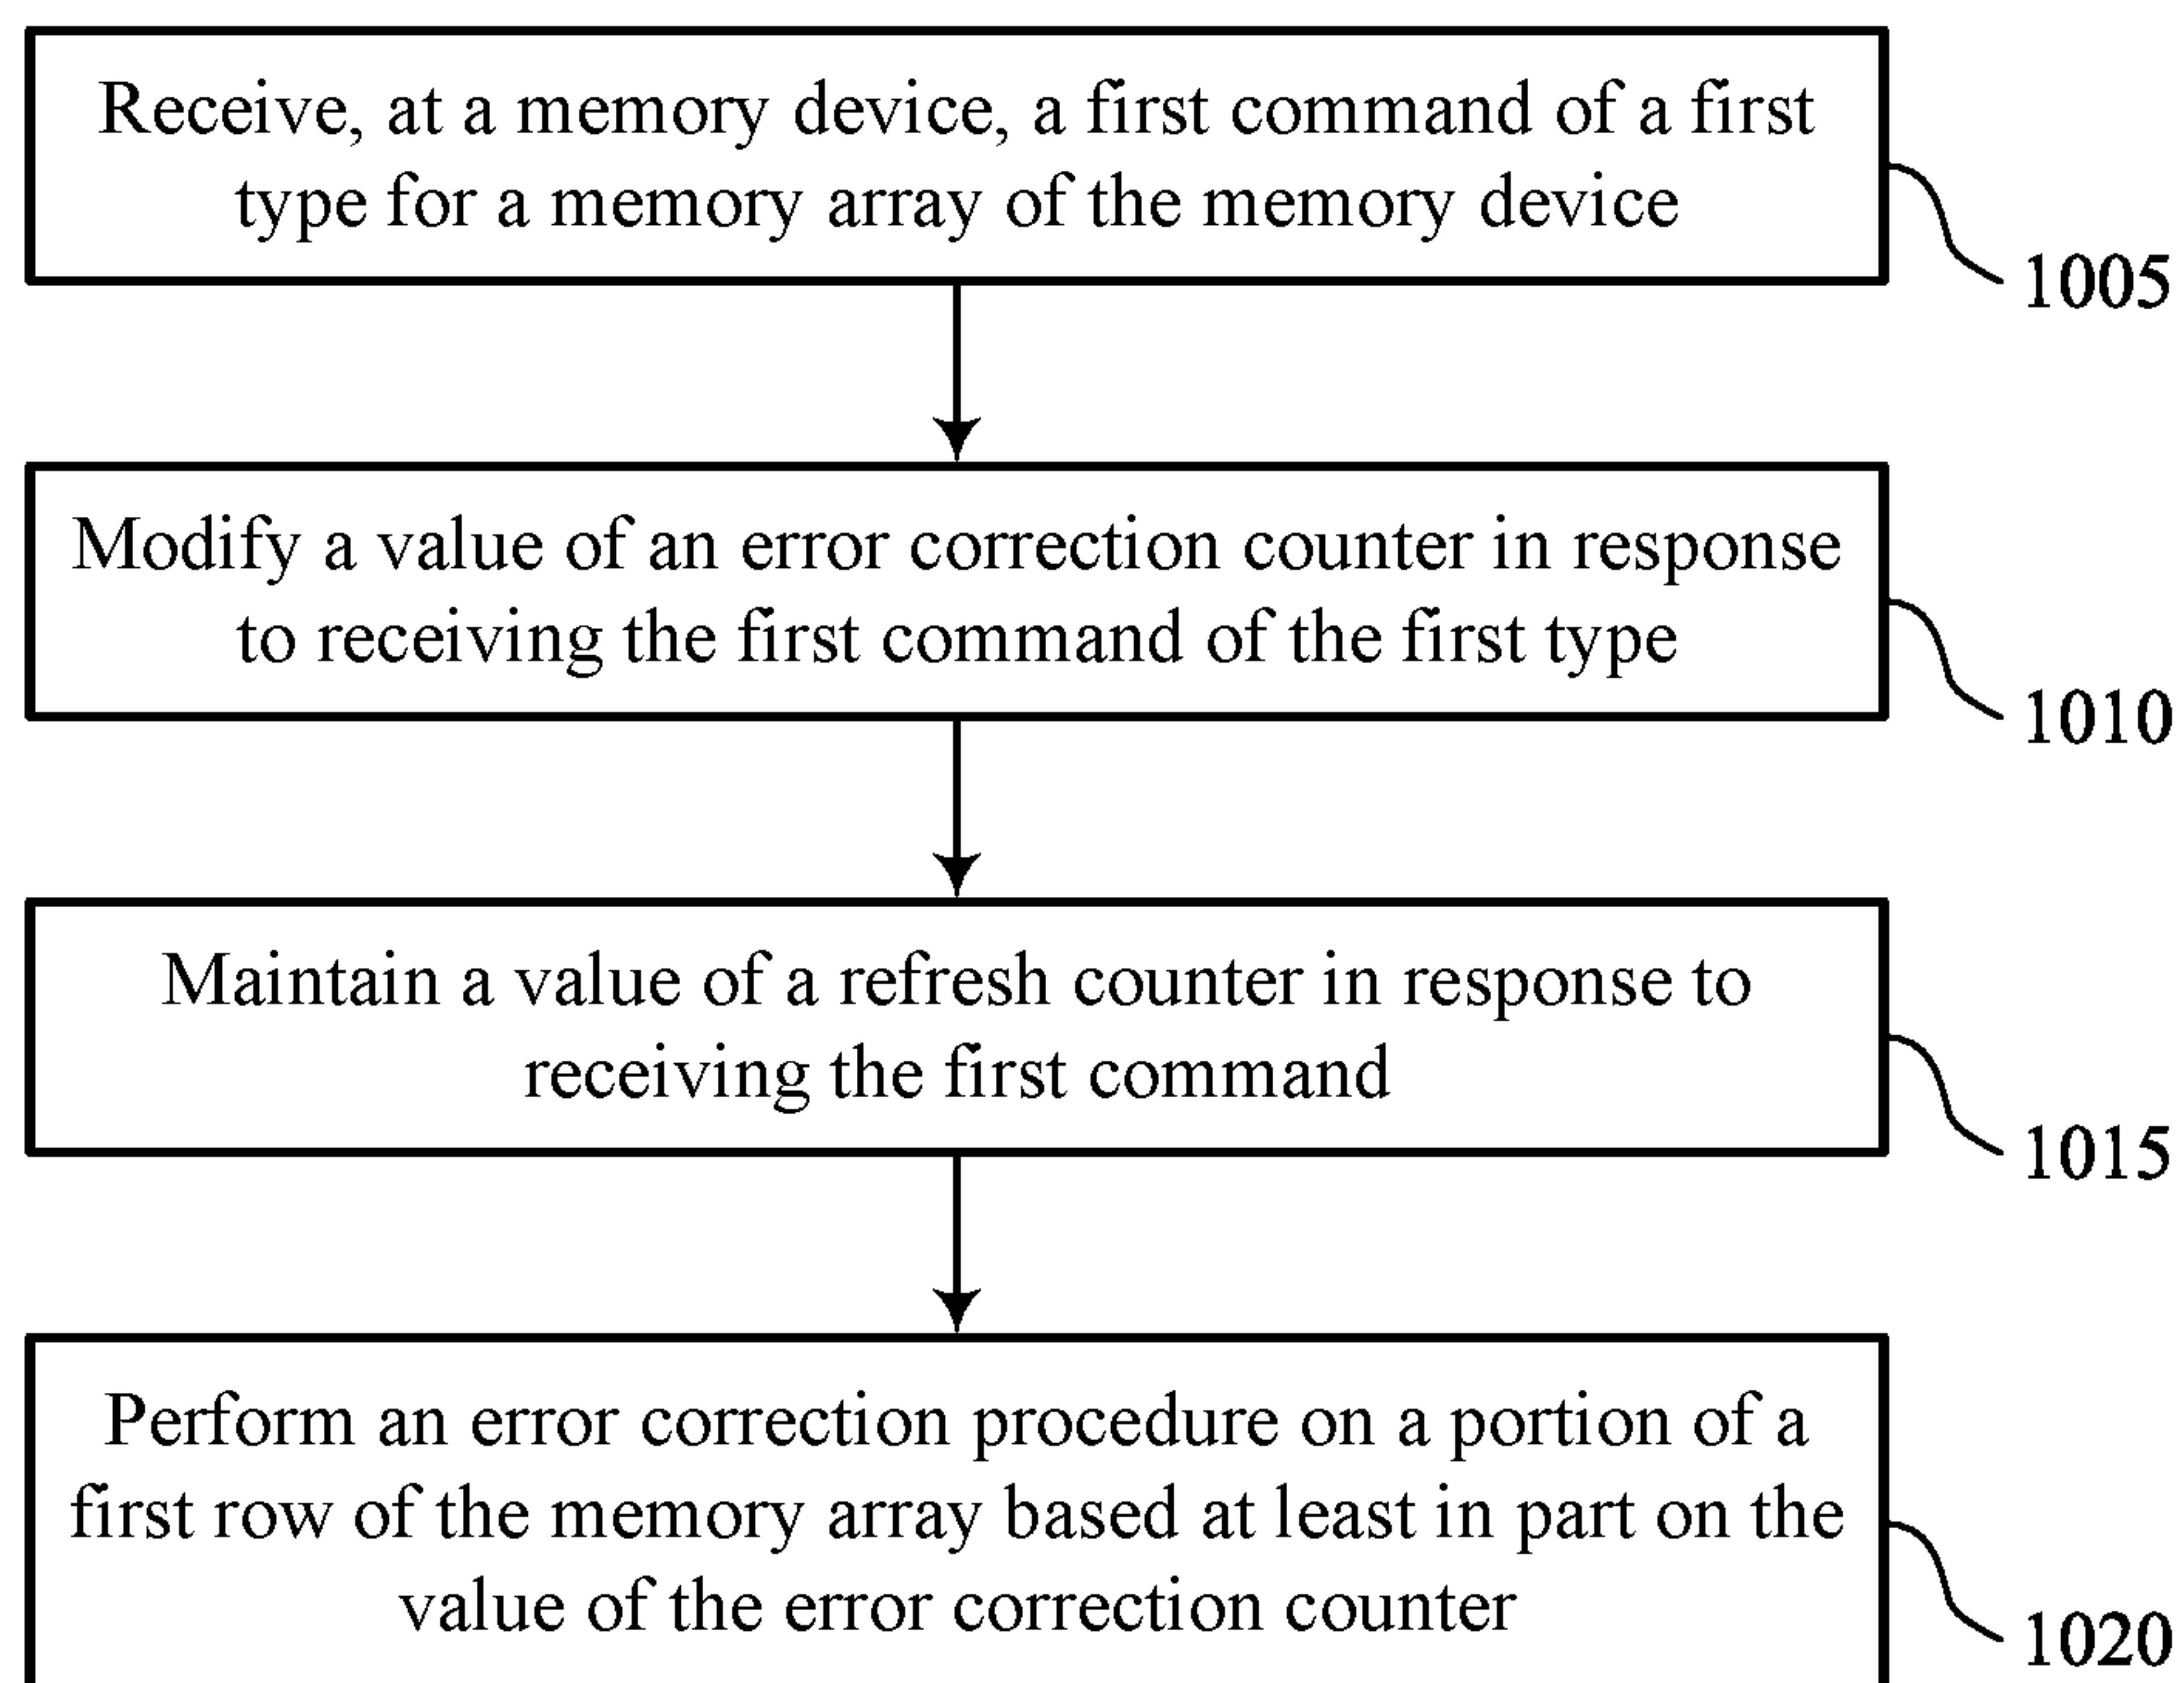 Receive, at a memory device, a first command of a first
type for a memory array of the memory device
1005
Modify a value of an error correction counter in response
to receiving the first command of the first type
1010
Maintain a value of a refresh counter in response to
receiving the first command
1015
Perform an error correction procedure on a portion of a
first row of the memory array based at least in part on the
value of the error correction counter
1020